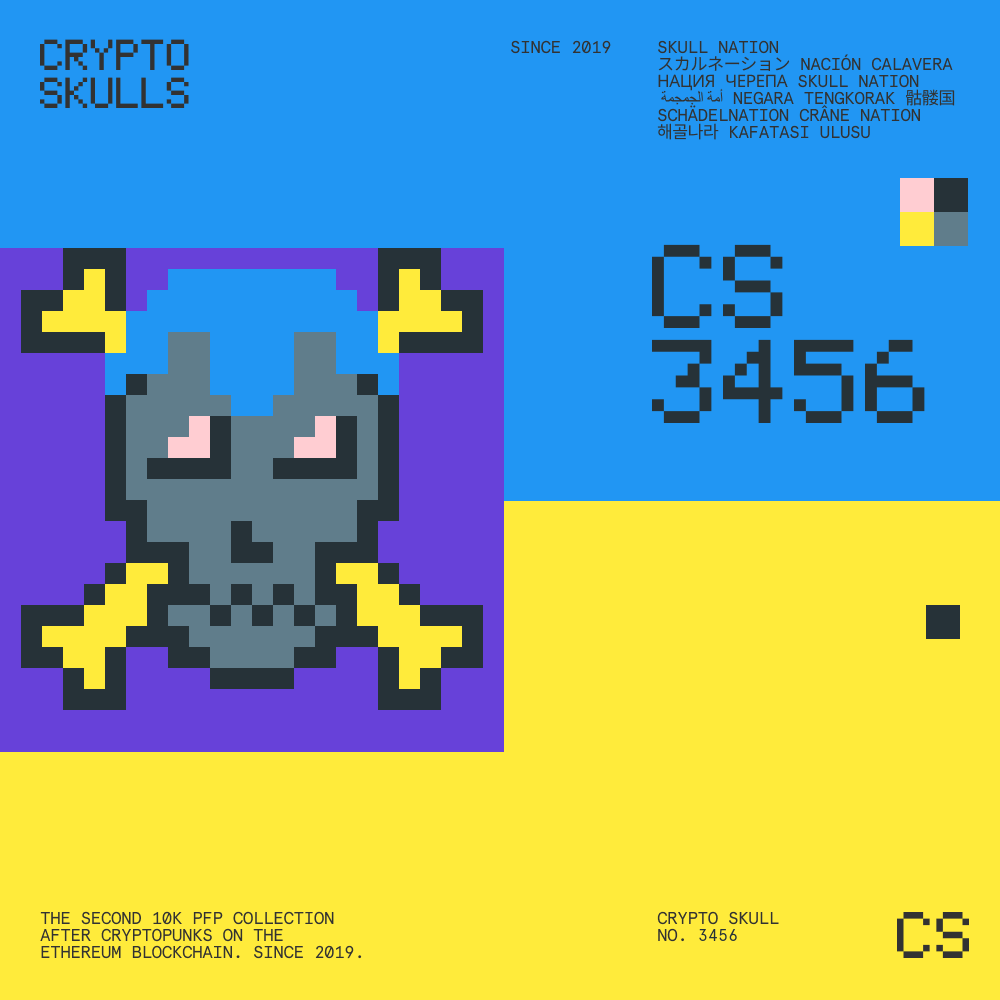 CRYPTO
SKULLS
SINCE 2019
SKULL NATION
スカルネーション NACIÓN CALAVERA
НАЦИЯ ЧЕРЕПА SKULL NATION
أمة الجمجمة NEGARA TENGKORAK 骷髅国
SCHÄDELNATION CRÂNE NATION
해골나라 KAFATASI ULUSU
CS
3456
THE SECOND 10K PFP COLLECTION
AFTER CRYPTOPUNKS ON THE
ETHEREUM BLOCKCHAIN. SINCE 2019.
CRYPTO SKULL
NO. 3456
CS